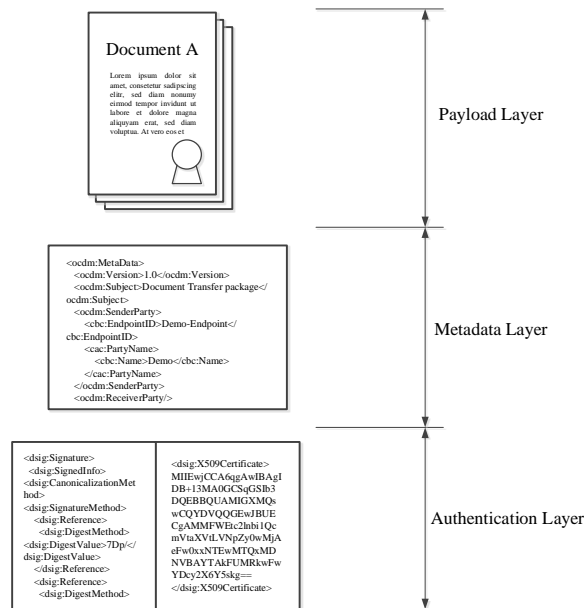 Document A
Lorem ipsum dolor sit
amet, consetetur sadipscing
elitr, sed diam nonumy
eirmod tempor invidunt ut
labore et dolore magna
aliquyam erat, sed diam
voluptua. At vero eos et
Payload Layer
<ocdm:MetaData>
<ocdm:Version>1.0</ocdm:Version>
<ocdm:Subject>Document Transfer package</
ocdm:Subject>
<ocdm:SenderParty>
<cbc:EndpointID>Demo-Endpoint</
cbc:EndpointID>
<cac:PartyName>
<cbc:Name>Demo</cbc:Name>
</cac:PartyName>
</ocdm:SenderParty>
<ocdm:ReceiverParty/>
Metadata Layer
<dsig:Signature>
<dsig:SignedInfo>
<dsig:CanonicalizationMet
hod>
<dsig:SignatureMethod>
<dsig:Reference>
<dsig:DigestMethod>
<dsig:DigestValue>7Dp/</
dsig:DigestValue>
</dsig:Reference>
<dsig:Reference>
<dsig:DigestMethod>
<dsig:X509Certificate>
MIIEwjCCA6qgAwIBAgI
DB+13MA0GCSqGSIb3
DQEBBQUAMIGXMQs
wCQYDVQQGEwJBUE
CgAMMFWEtc2lnbi1Qc
mVtaXVtLVNpZy0wMjA
eFw0xxNTEwMTQxMD
NVBAYTAkFUMRkwFw
YDcy2X6Y5skg==
</dsig:X509Certificate>
Authentication Layer